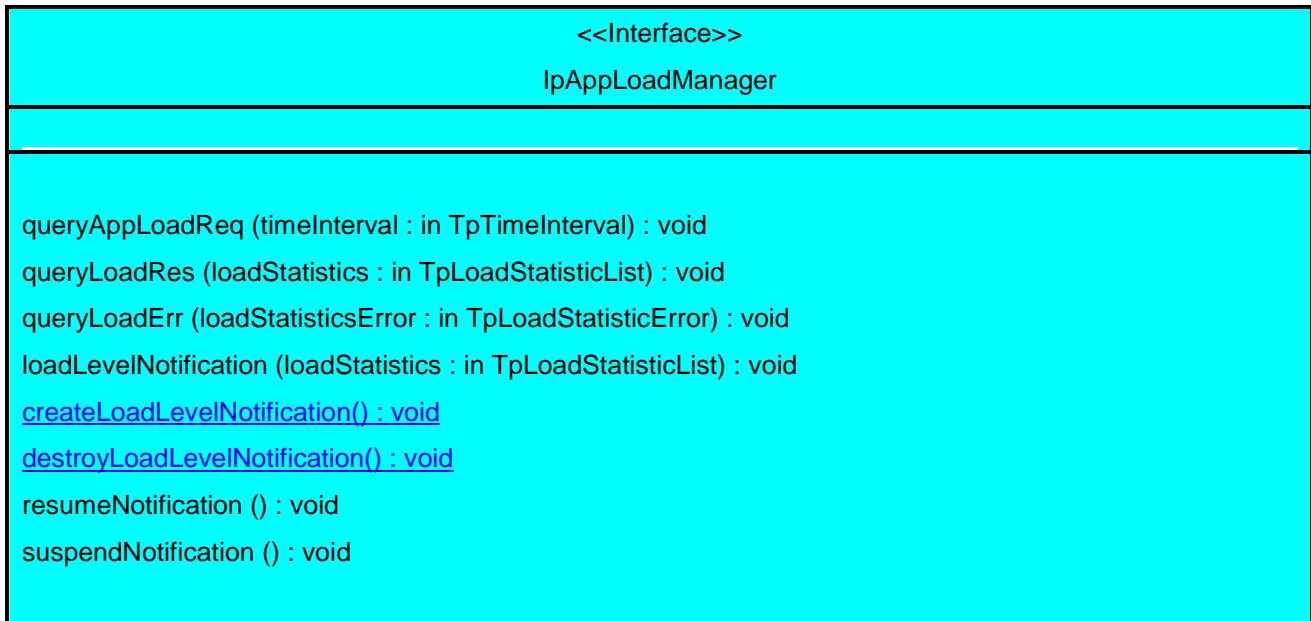 <<Interface>>
IpAppLoadManager
queryAppLoadReq (timeInterval : in TpTimeInterval) : void
queryLoadRes (loadStatistics : in TpLoadStatisticList) : void
queryLoadErr (loadStatisticsError : in TpLoadStatisticError) : void
loadLevelNotification (loadStatistics : in TpLoadStatisticList) : void
createLoadLevelNotification() : void
destroyLoadLevelNotification() : void
resumeNotification () : void
suspendNotification () : void